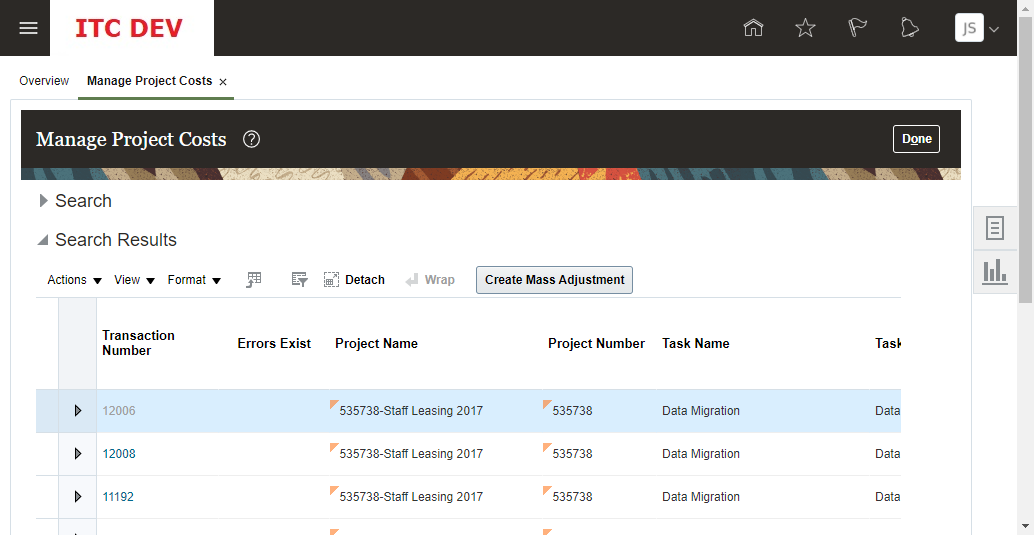 ITC DEV
JS
Overview
Manage Project Costs ×
Manage Project Costs ?
Done
Search
Search Results
Actions View Format Detach Wrap Create Mass Adjustment
Transaction Number Errors Exist Project Name Project Number Task Name Task
12006 535738-Staff Leasing 2017 535738 Data Migration Data
12008 535738-Staff Leasing 2017 535738 Data Migration Data
11192 535738-Staff Leasing 2017 535738 Data Migration Data